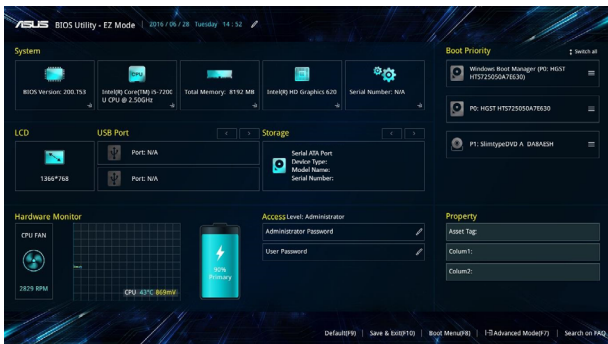 ASUS BIOS Utility - EZ Mode | 2016/06/28 Tuesday 14:52
System
BIOS Version: 200.153
Intel(R) Core(TM) i5-7200
U CPU @ 2.50GHz
Total Memory: 8192 MB
Intel(R) HD Graphics 620
Serial Number: N/A
Boot Priority
Switch all
Windows Boot Manager (P0: HGST
HTS725050A7E630)
P0: HGST HTS725050A7E630
P1: SlimtypeDVD A DA8AESH
LCD
1366*768
USB Port
Port: N/A
Port: N/A
Storage
Serial ATA Port
Device Type:
Model Name:
Serial Number:
Hardware Monitor
CPU FAN
2829 RPM
CPU 43°C 869mV
90%
Primary
Access Level: Administrator
Administrator Password
User Password
Property
Asset Tag:
Colum1:
Colum2:
Default(F9) | Save & Exit(F10) | Boot Menu(F8) | Advanced Mode(F7) | Search on FAQ